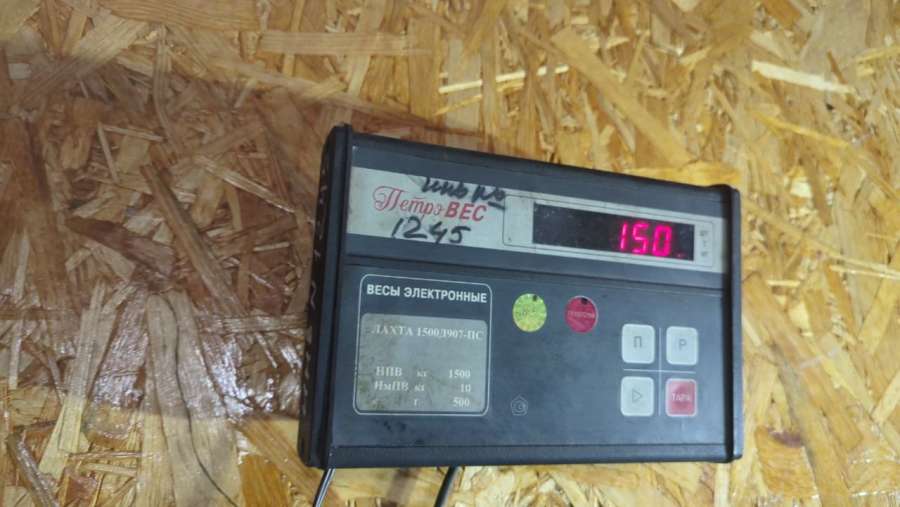 ПетроВЕС
1245
150
ВЕСЫ ЭЛЕКТРОННЫЕ
ЛАХТА 1500Д907-ПС
НПВ кг 1500
НмПВ кг 10
г 500
П
Р
ТАРА